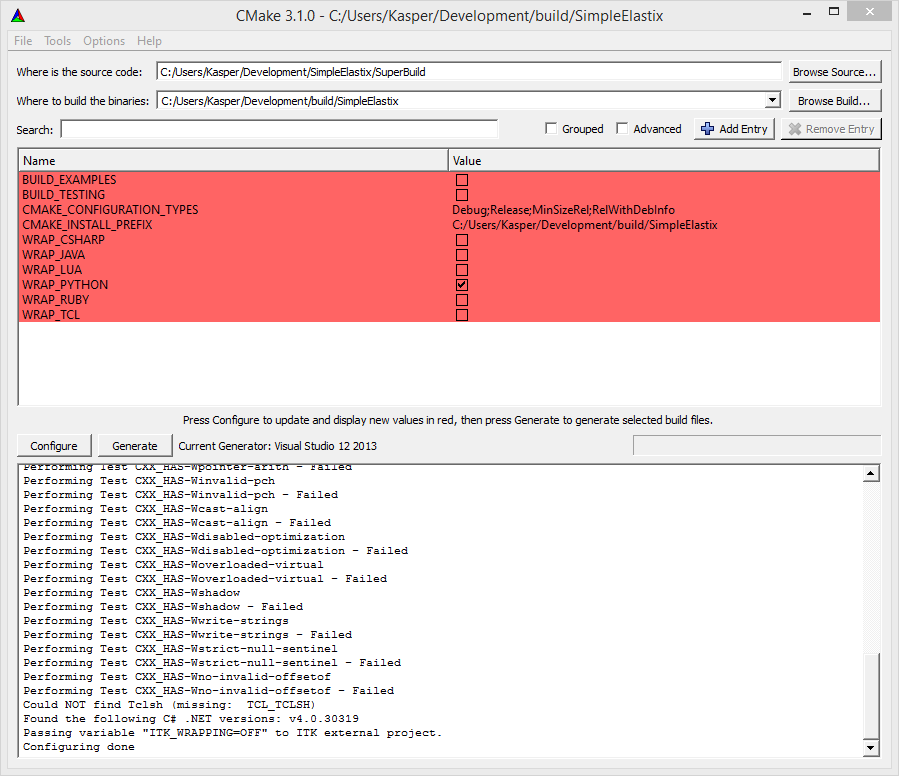 CMake 3.1.0 - C:/Users/Kasper/Development/build/SimpleElastix
File Tools Options Help
Where is the source code: C:/Users/Kasper/Development/SimpleElastix/SuperBuild Browse Source...
Where to build the binaries: C:/Users/Kasper/Development/build/SimpleElastix Browse Build...
Search: Grouped Advanced Add Entry Remove Entry
Name Value
BUILD_EXAMPLES
BUILD_TESTING
CMAKE_CONFIGURATION_TYPES Debug;Release;MinSizeRel;RelWithDebInfo
CMAKE_INSTALL_PREFIX C:/Users/Kasper/Development/build/SimpleElastix
WRAP_CSHARP
WRAP_JAVA
WRAP_LUA
WRAP_PYTHON
WRAP_RUBY
WRAP_TCL
Press Configure to update and display new values in red, then press Generate to generate selected build files.
Configure Generate Current Generator: Visual Studio 12 2013
Performing Test CXX_HAS-Wpointer-arith - Failed
Performing Test CXX_HAS-Winvalid-pch
Performing Test CXX_HAS-Winvalid-pch - Failed
Performing Test CXX_HAS-Wcast-align
Performing Test CXX_HAS-Wcast-align - Failed
Performing Test CXX_HAS-Wdisabled-optimization
Performing Test CXX_HAS-Wdisabled-optimization - Failed
Performing Test CXX_HAS-Woverloaded-virtual
Performing Test CXX_HAS-Woverloaded-virtual - Failed
Performing Test CXX_HAS-Wshadow
Performing Test CXX_HAS-Wshadow - Failed
Performing Test CXX_HAS-Wwrite-strings
Performing Test CXX_HAS-Wwrite-strings - Failed
Performing Test CXX_HAS-Wstrict-null-sentinel
Performing Test CXX_HAS-Wstrict-null-sentinel - Failed
Performing Test CXX_HAS-Wno-invalid-offsetof
Performing Test CXX_HAS-Wno-invalid-offsetof - Failed
Could NOT find Tclsh (missing:  TCL_TCLSH)
Found the following C# .NET versions: v4.0.30319
Passing variable "ITK_WRAPPING=OFF" to ITK external project.
Configuring done